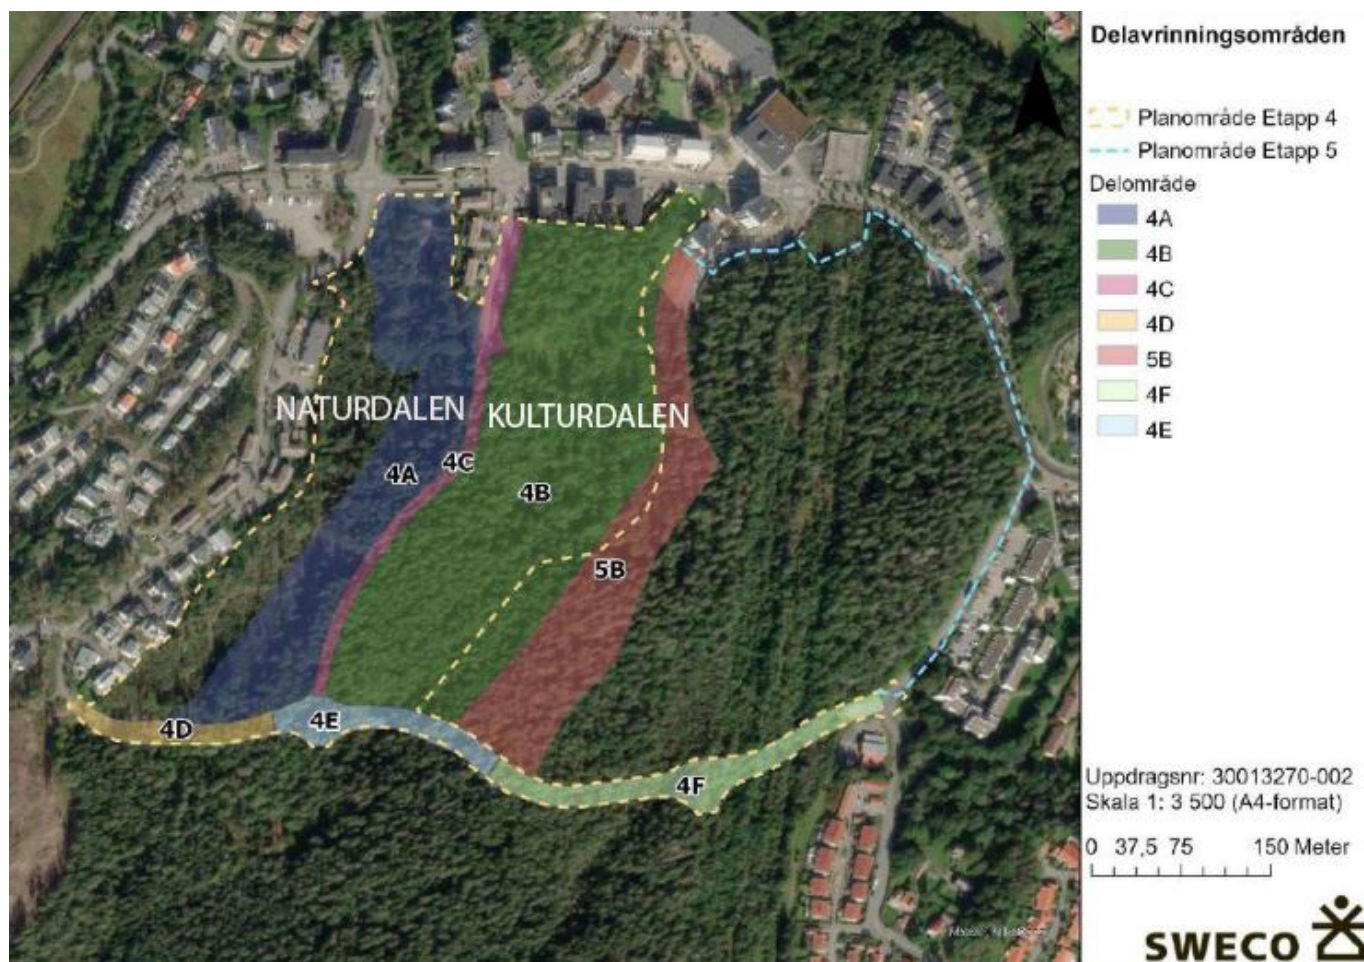 Delavrinningsområden
N
Planområde Etapp 4
Planområde Etapp 5
Delområde
4A
4B
4C
4D
5B
4F
4E
NATURDALEN
KULTURDALEN
4A
4C
4B
5B
4D
4E
4F
Uppdragsnr: 30013270-002
Skala 1: 3 500 (A4-format)
0 37,5 75 150 Meter
SWECO